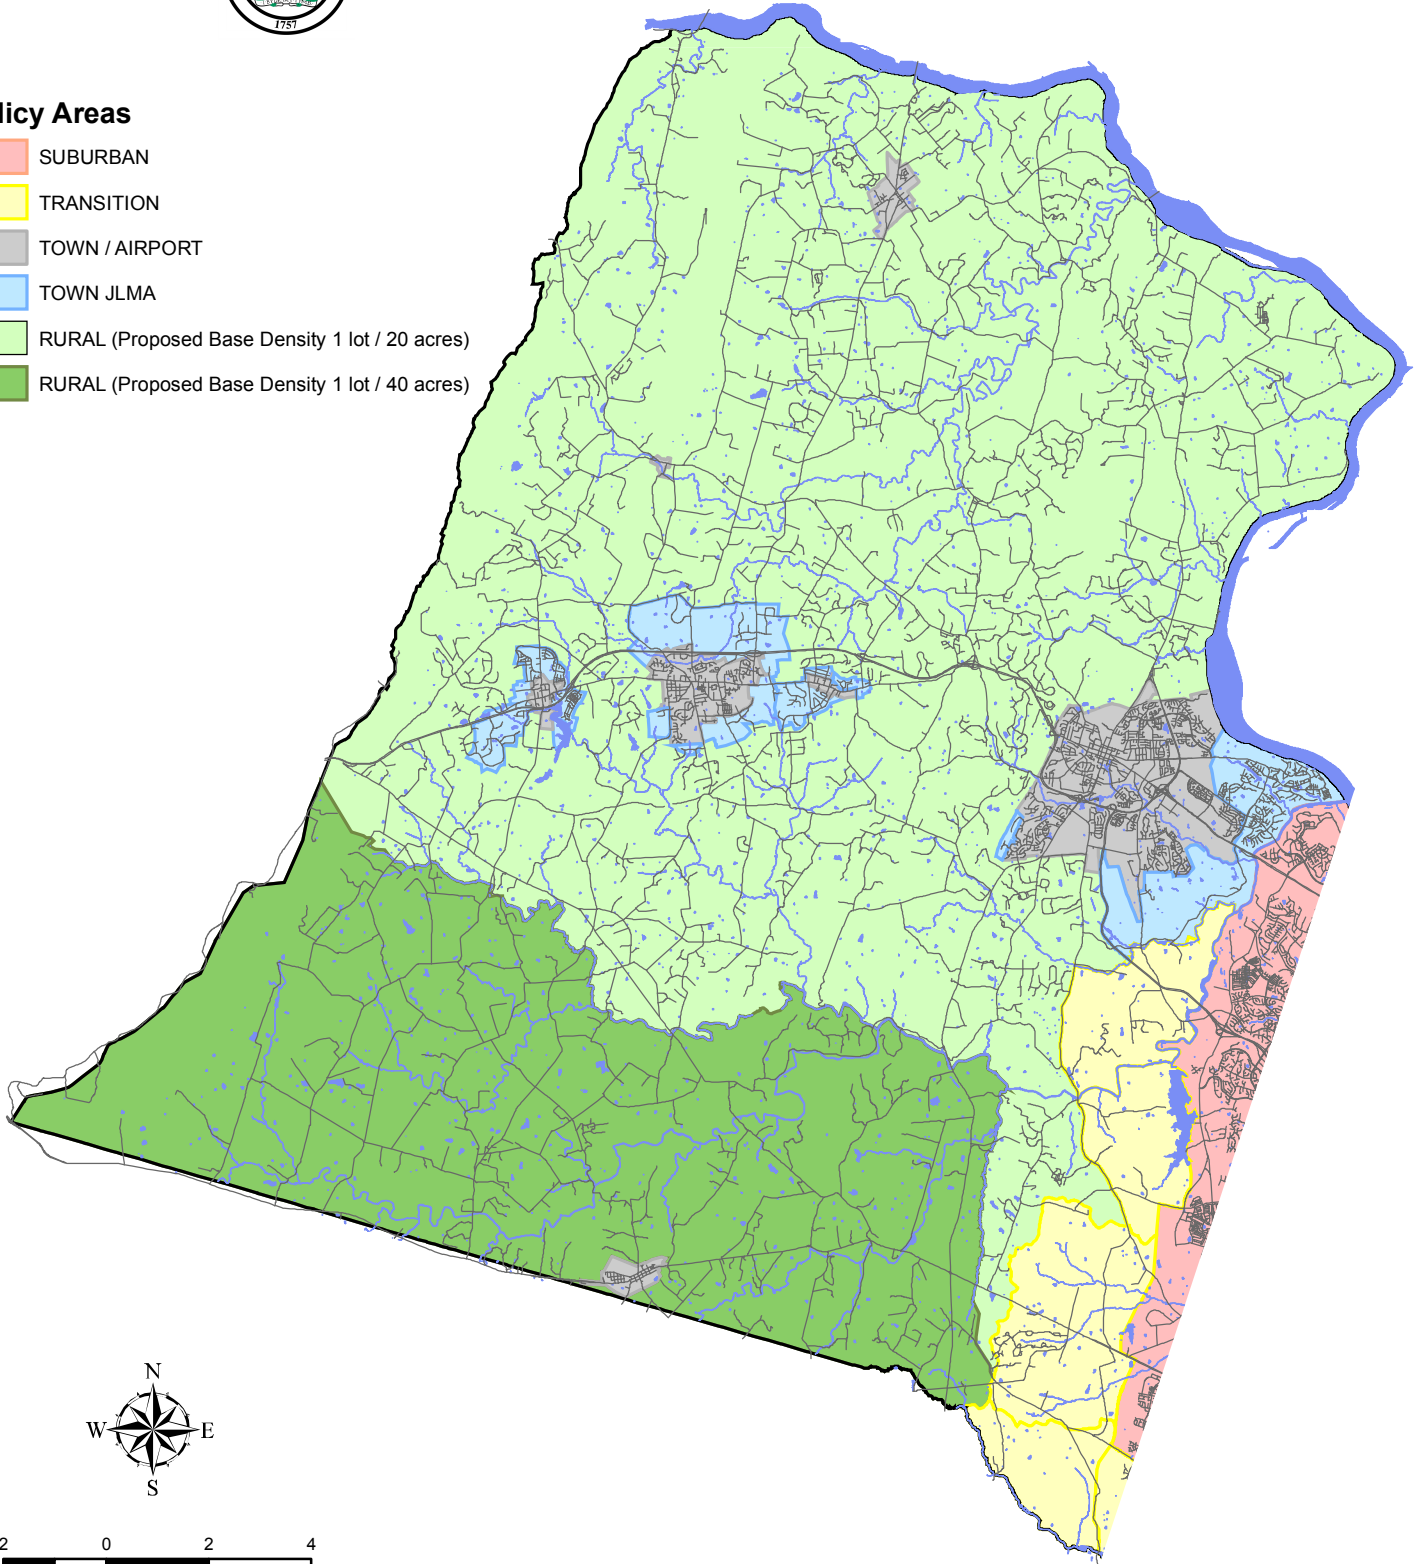 1757
licy Areas
SUBURBAN
TRANSITION
TOWN / AIRPORT
TOWN JLMA
RURAL (Proposed Base Density 1 lot / 20 acres)
RURAL (Proposed Base Density 1 lot / 40 acres)
N
W E
S
2 0 2 4